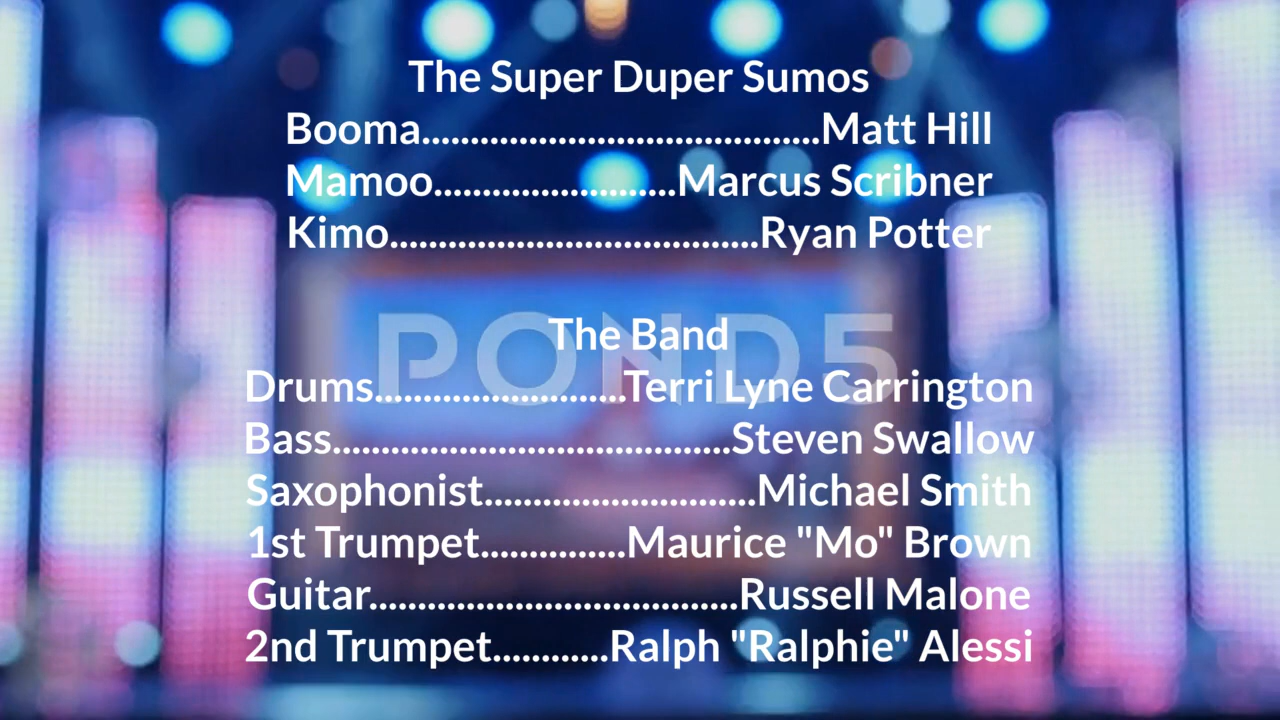 The Super Duper Sumos
Booma.........................................Matt Hill
Mamoo.........................Marcus Scribner
Kimo......................................Ryan Potter
The Band
POND5
Drums..........................Terri Lyne Carrington
Bass.........................................Steven Swallow
Saxophonist............................Michael Smith
1st Trumpet...............Maurice "Mo" Brown
Guitar......................................Russell Malone
2nd Trumpet............Ralph "Ralphie" Alessi